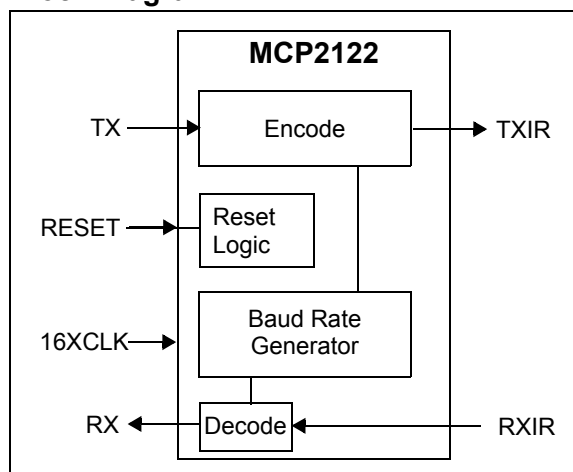 MCP2122
TX
Encode
TXIR
RESET
Reset
Logic
16XCLK
Baud Rate
Generator
RX
Decode
RXIR